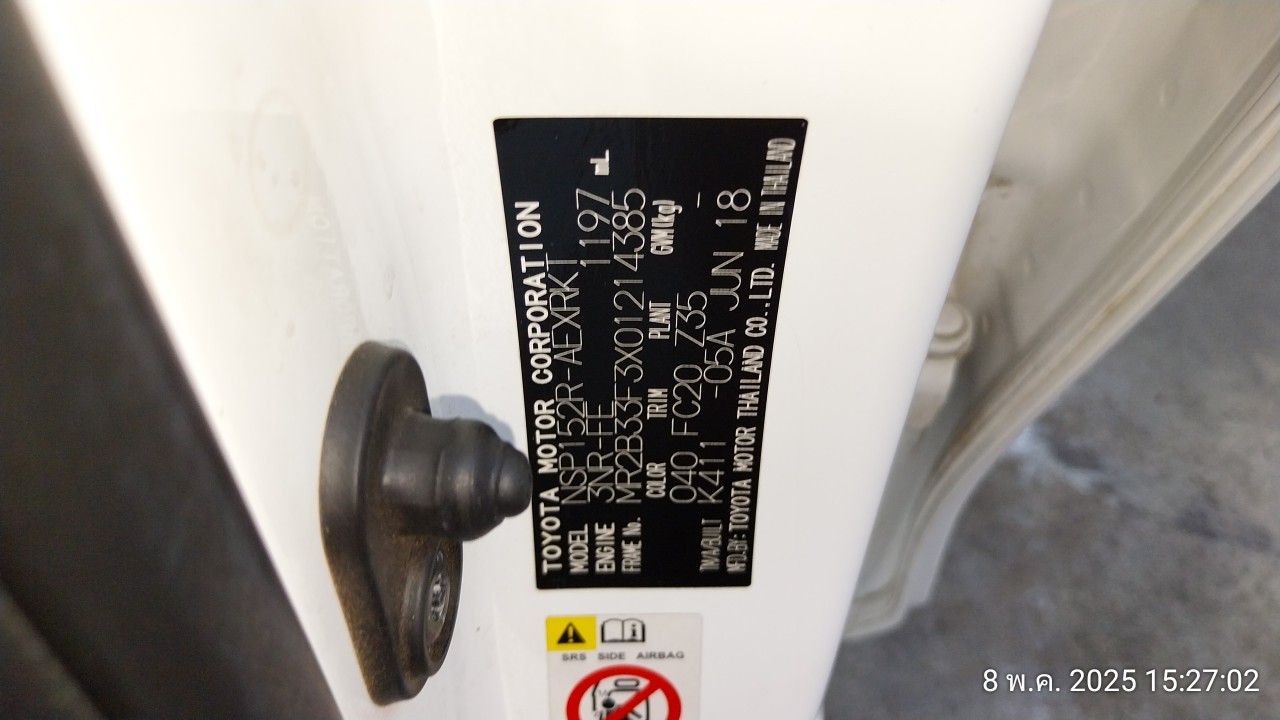 TOYOTA MOTOR CORPORATION
MODEL NSP152R-AEXRKT
ENGINE 3NR-FE 1197 mL
FRAME No. MR2B33F3X01214385
COLOR TRIM PLANT GVM(kg)
040 FC20 Z35 -
TM/A/BUILT K411 -05A JUN 18
MFD.BY:TOYOTA MOTOR THAILAND CO.,LTD. MADE IN THAILAND
SRS SIDE AIRBAG
8 พ.ค. 2025 15:27:02